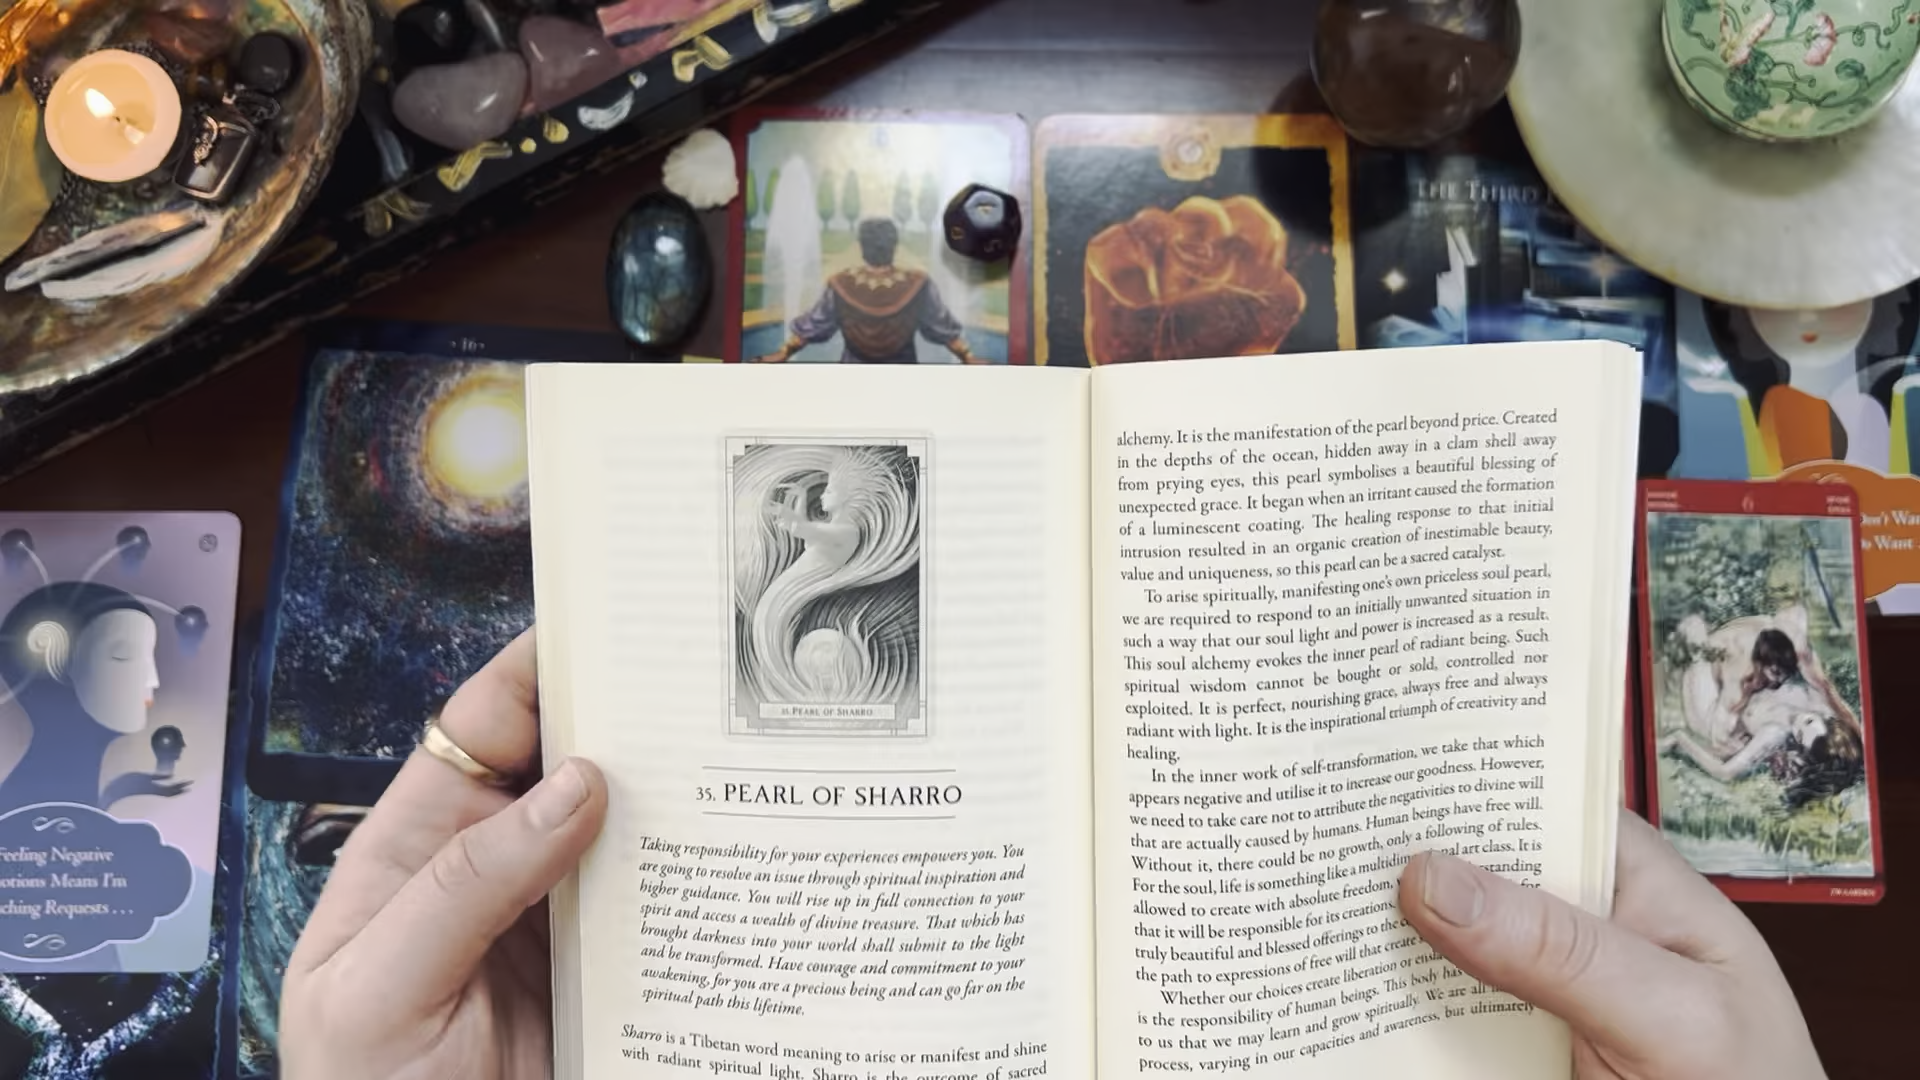 THE THIRD
35. PEARL OF SHARRO
35. PEARL OF SHARRO
Taking responsibility for your experiences empowers you. You
are going to resolve an issue through spiritual inspiration and
higher guidance. You will rise up in full connection to your
spirit and access a wealth of divine treasure. That which has
brought darkness into your world shall submit to the light
and be transformed. Have courage and commitment to your
awakening, for you are a precious being and can go far on the
spiritual path this lifetime.
Sharro is a Tibetan word meaning to arise or manifest and shine
with radiant spiritual light. Sharro is the outcome of sacred
alchemy. It is the manifestation of the pearl beyond price. Created
in the depths of the ocean, hidden away in a clam shell away
from prying eyes, this pearl symbolises a beautiful blessing of
unexpected grace. It began when an irritant caused the formation
of a luminescent coating. The healing response to that initial
intrusion resulted in an organic creation of inestimable beauty,
value and uniqueness, so this pearl can be a sacred catalyst.
To arise spiritually, manifesting one's own priceless soul pearl,
we are required to respond to an initially unwanted situation in
such a way that our soul light and power is increased as a result.
This soul alchemy evokes the inner pearl of radiant being. Such
spiritual wisdom cannot be bought or sold, controlled nor
exploited. It is perfect, nourishing grace, always free and always
radiant with light. It is the inspirational triumph of creativity and
healing.
In the inner work of self-transformation, we take that which
appears negative and utilise it to increase our goodness. However,
we need to take care not to attribute the negativities to divine will
that are actually caused by humans. Human beings have free will.
Without it, there could be no growth, only a following of rules.
For the soul, life is something like a art class. It is
allowed to create with absolute freedom,
that it will be responsible for its creations.
truly beautiful and blessed offerings to the
the path to expressions of free will that create
Whether our choices create liberation or
is the responsibility of human beings. This body has
to us that we may learn and grow spiritually. We are all
process, varying in our capacities and awareness, but ultimately
Feeling Negative
Means I'm
Requests...
6
Don't Want
Want...